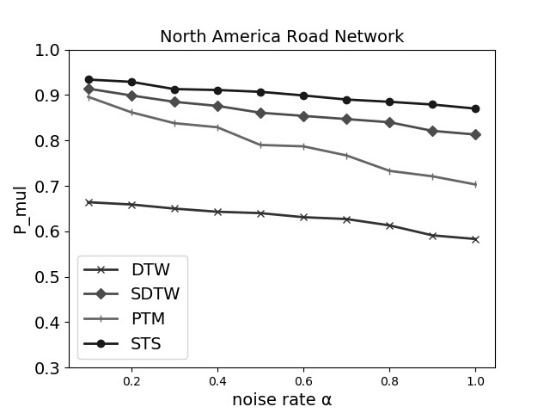 North America Road Network
1.0
0.9
0.8
0.7
0.6
0.5
0.4
0.3
P_mul
DTW
SDTW
PTM
STS
0.2 0.4 0.6 0.8 1.0
noise rate α